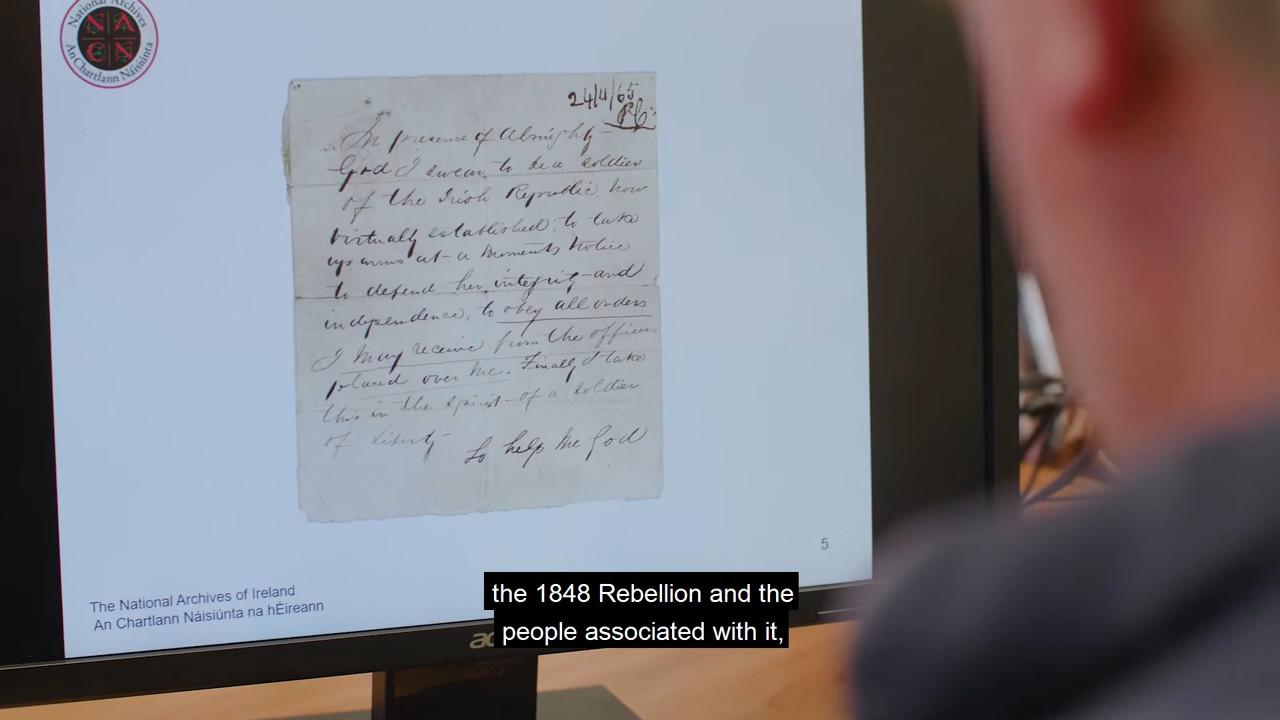 National Archives
NA
CN
An Chartlann Náisiúnta
24/11/65
In presence of Almighty
God I swear, to be a soldier
of the Irish Republic now
virtually established; to take
up arms at a moments notice
to defend her integrity and
independence, to obey all orders
I may receive from the officers
placed over me. Finally I take
this in the spirit of a soldier
of Liberty
So help me God
5
The National Archives of Ireland
An Chartlann Náisiúnta na hÉireann
the 1848 Rebellion and the
people associated with it,